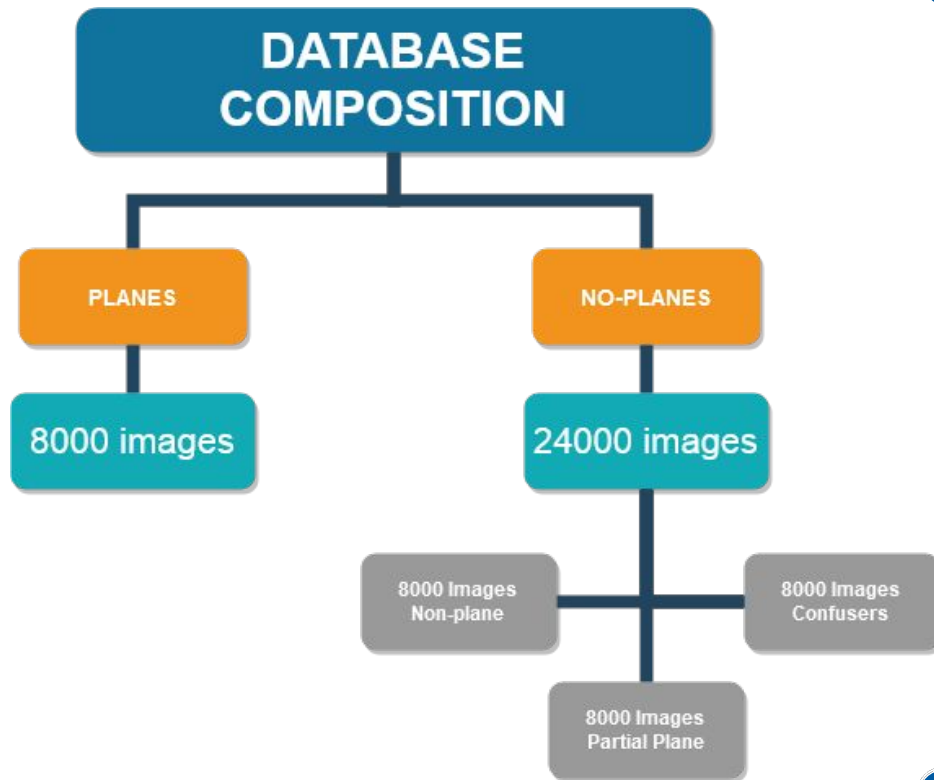 DATABASE
COMPOSITION
PLANES
NO-PLANES
8000 images
24000 images
8000 Images
Non-plane
8000 Images
Confusers
8000 Images
Partial Plane